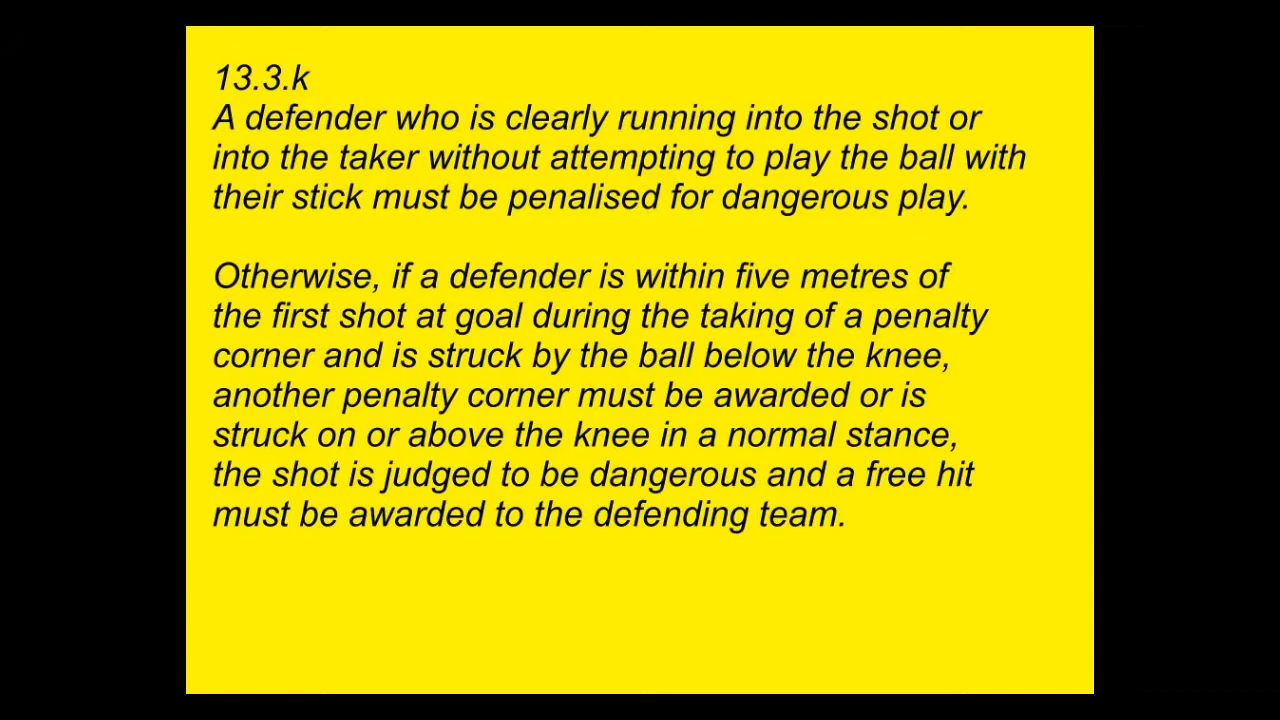 13.3.k
A defender who is clearly running into the shot or
into the taker without attempting to play the ball with
their stick must be penalised for dangerous play.
Otherwise, if a defender is within five metres of
the first shot at goal during the taking of a penalty
corner and is struck by the ball below the knee,
another penalty corner must be awarded or is
struck on or above the knee in a normal stance,
the shot is judged to be dangerous and a free hit
must be awarded to the defending team.